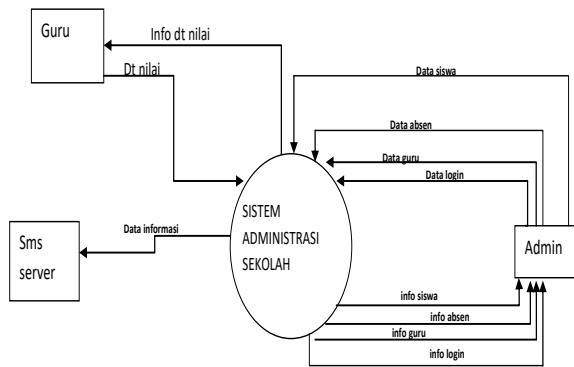 Guru
Info dt nilai
Dt nilai
Data siswa
Data absen
Data guru
Data login
SISTEM
ADMINISTRASI
SEKOLAH
Sms
server
Data informasi
Admin
info siswa
info absen
info guru
info login